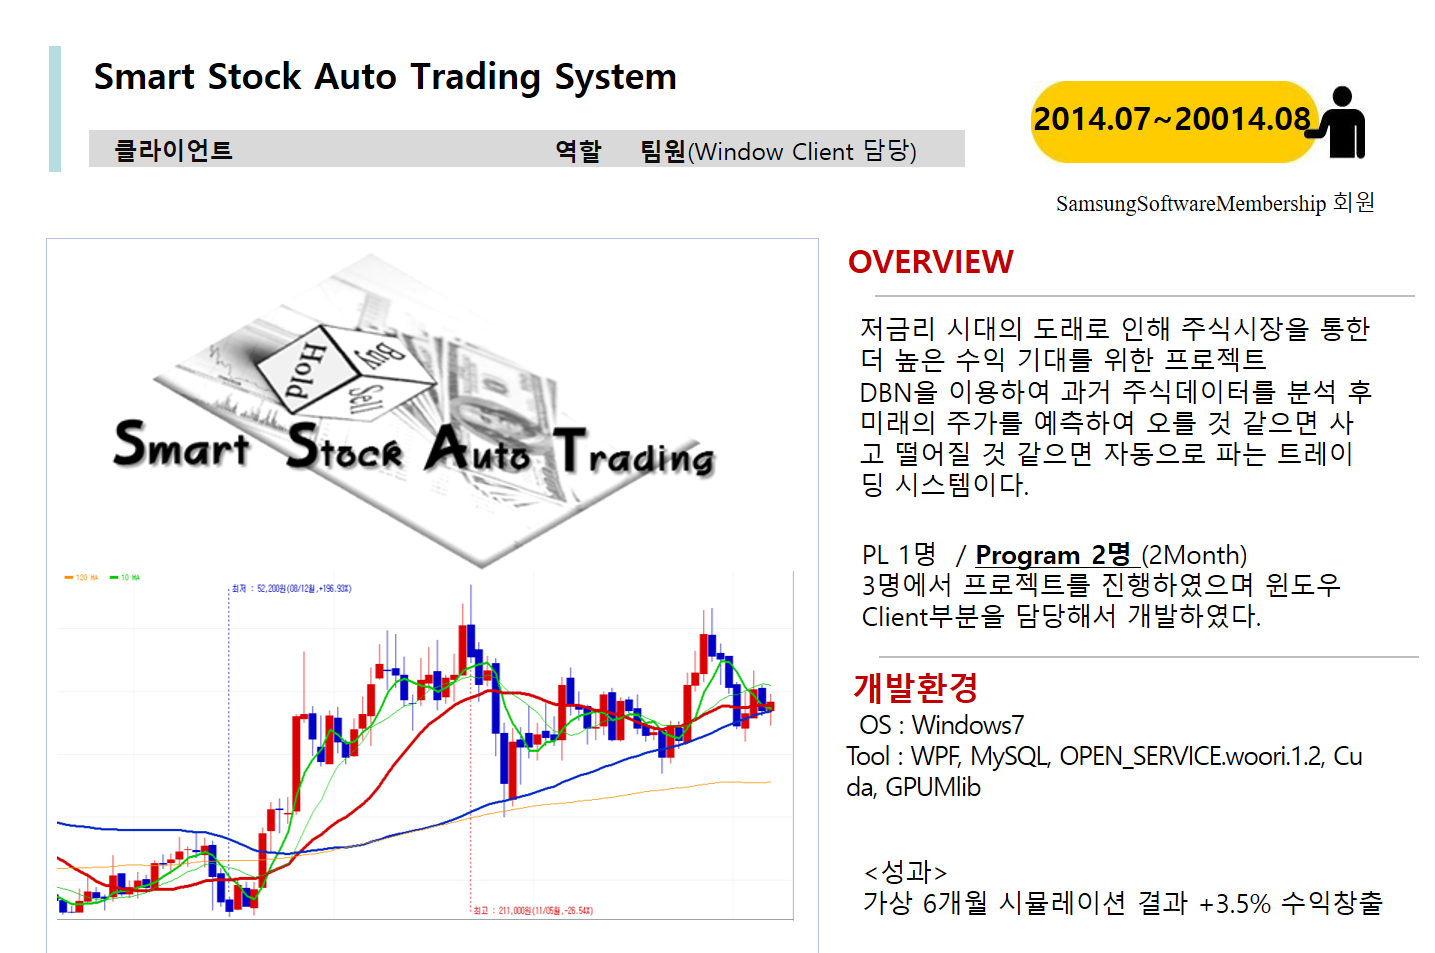 Smart Stock Auto Trading System
클라이언트 역할 팀원(Window Client 담당)
2014.07~20014.08
SamsungSoftwareMembership 회원
Hold
Buy
Sell
Smart Stock Auto Trading
120 MA 10 MA
최저 : 52,200원(08/12월,+196.93%)
최고 : 211,000원(11/05월,-26.54%)
OVERVIEW
저금리 시대의 도래로 인해 주식시장을 통한
더 높은 수익 기대를 위한 프로젝트
DBN을 이용하여 과거 주식데이터를 분석 후
미래의 주가를 예측하여 오를 것 같으면 사
고 떨어질 것 같으면 자동으로 파는 트레이
딩 시스템이다.
PL 1명 / Program 2명 (2Month)
3명에서 프로젝트를 진행하였으며 윈도우
Client부분을 담당해서 개발하였다.
개발환경
OS : Windows7
Tool : WPF, MySQL, OPEN_SERVICE.woori.1.2, Cu
da, GPUMlib
<성과>
가상 6개월 시뮬레이션 결과 +3.5% 수익창출